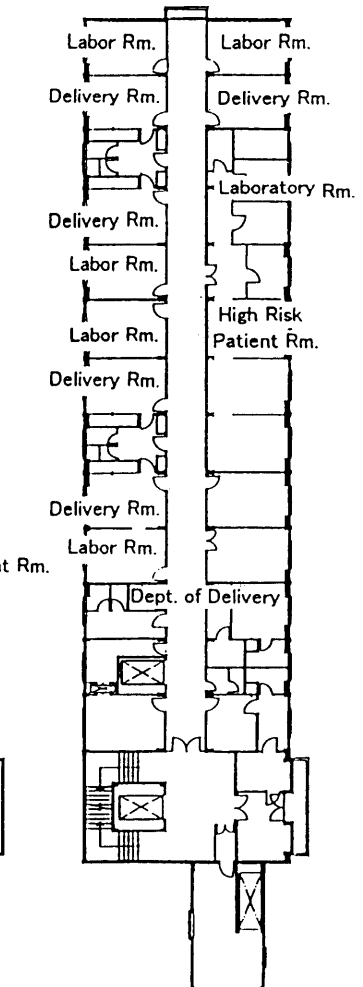 Labor Rm. Labor Rm.
Delivery Rm. Delivery Rm.
Laboratory Rm.
Delivery Rm.
Labor Rm.
High Risk
Labor Rm. Patient Rm.
Delivery Rm.
Delivery Rm.
Labor Rm.
Rm.
Dept. of Delivery